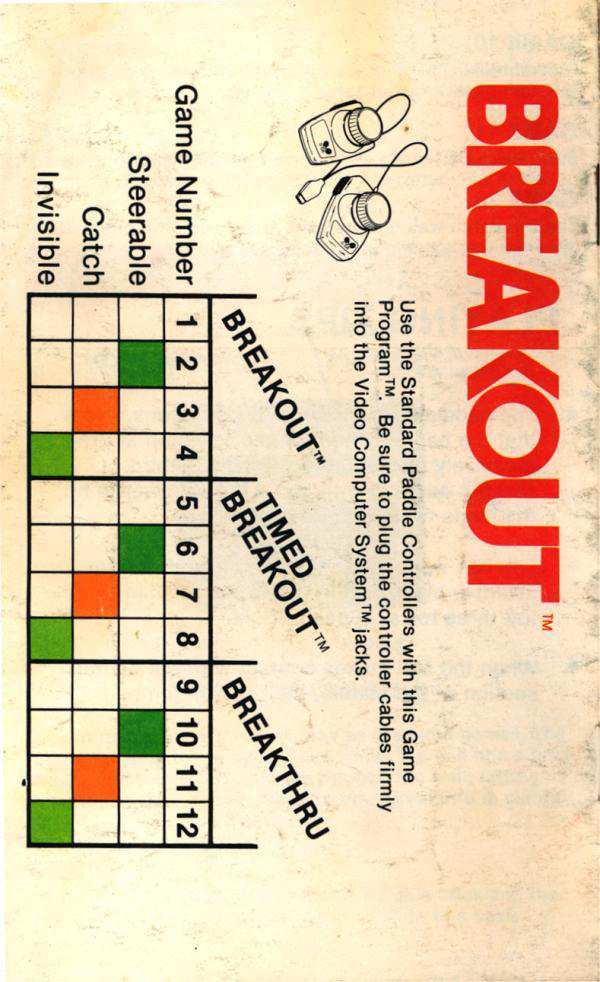 BREAKOUT™
Use the Standard Paddle Controllers with this Game
Program™. Be sure to plug the controller cables firmly
into the Video Computer System™ jacks.
BREAKOUT™
TIMED
BREAKOUT™
BREAKTHRU
Game Number 1 2 3 4 5 6 7 8 9 10 11 12
Steerable
Catch
Invisible